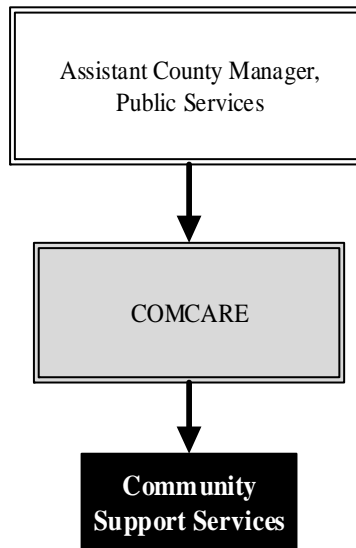 Assistant County Manager,
Public Services
COMCARE
Community
Support Services